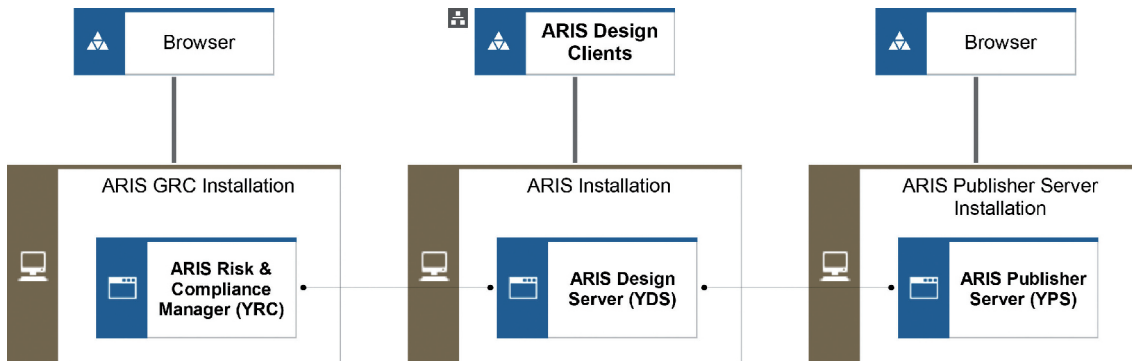 Browser
ARIS Design
Clients
Browser
ARIS GRC Installation
ARIS Installation
ARIS Publisher Server
Installation
ARIS Risk &
Compliance
Manager (YRC)
ARIS Design
Server (YDS)
ARIS Publisher
Server (YPS)